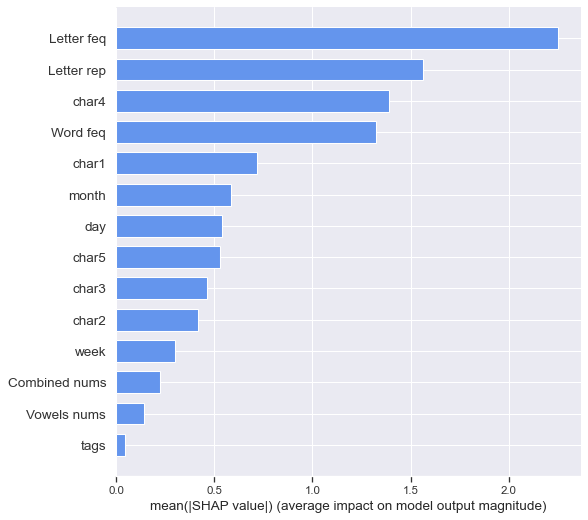 Letter feq
Letter rep
char4
Word feq
char1
month
day
char5
char3
char2
week
Combined nums
Vowels nums
tags
0.0 0.5 1.0 1.5 2.0
mean(|SHAP value|) (average impact on model output magnitude)